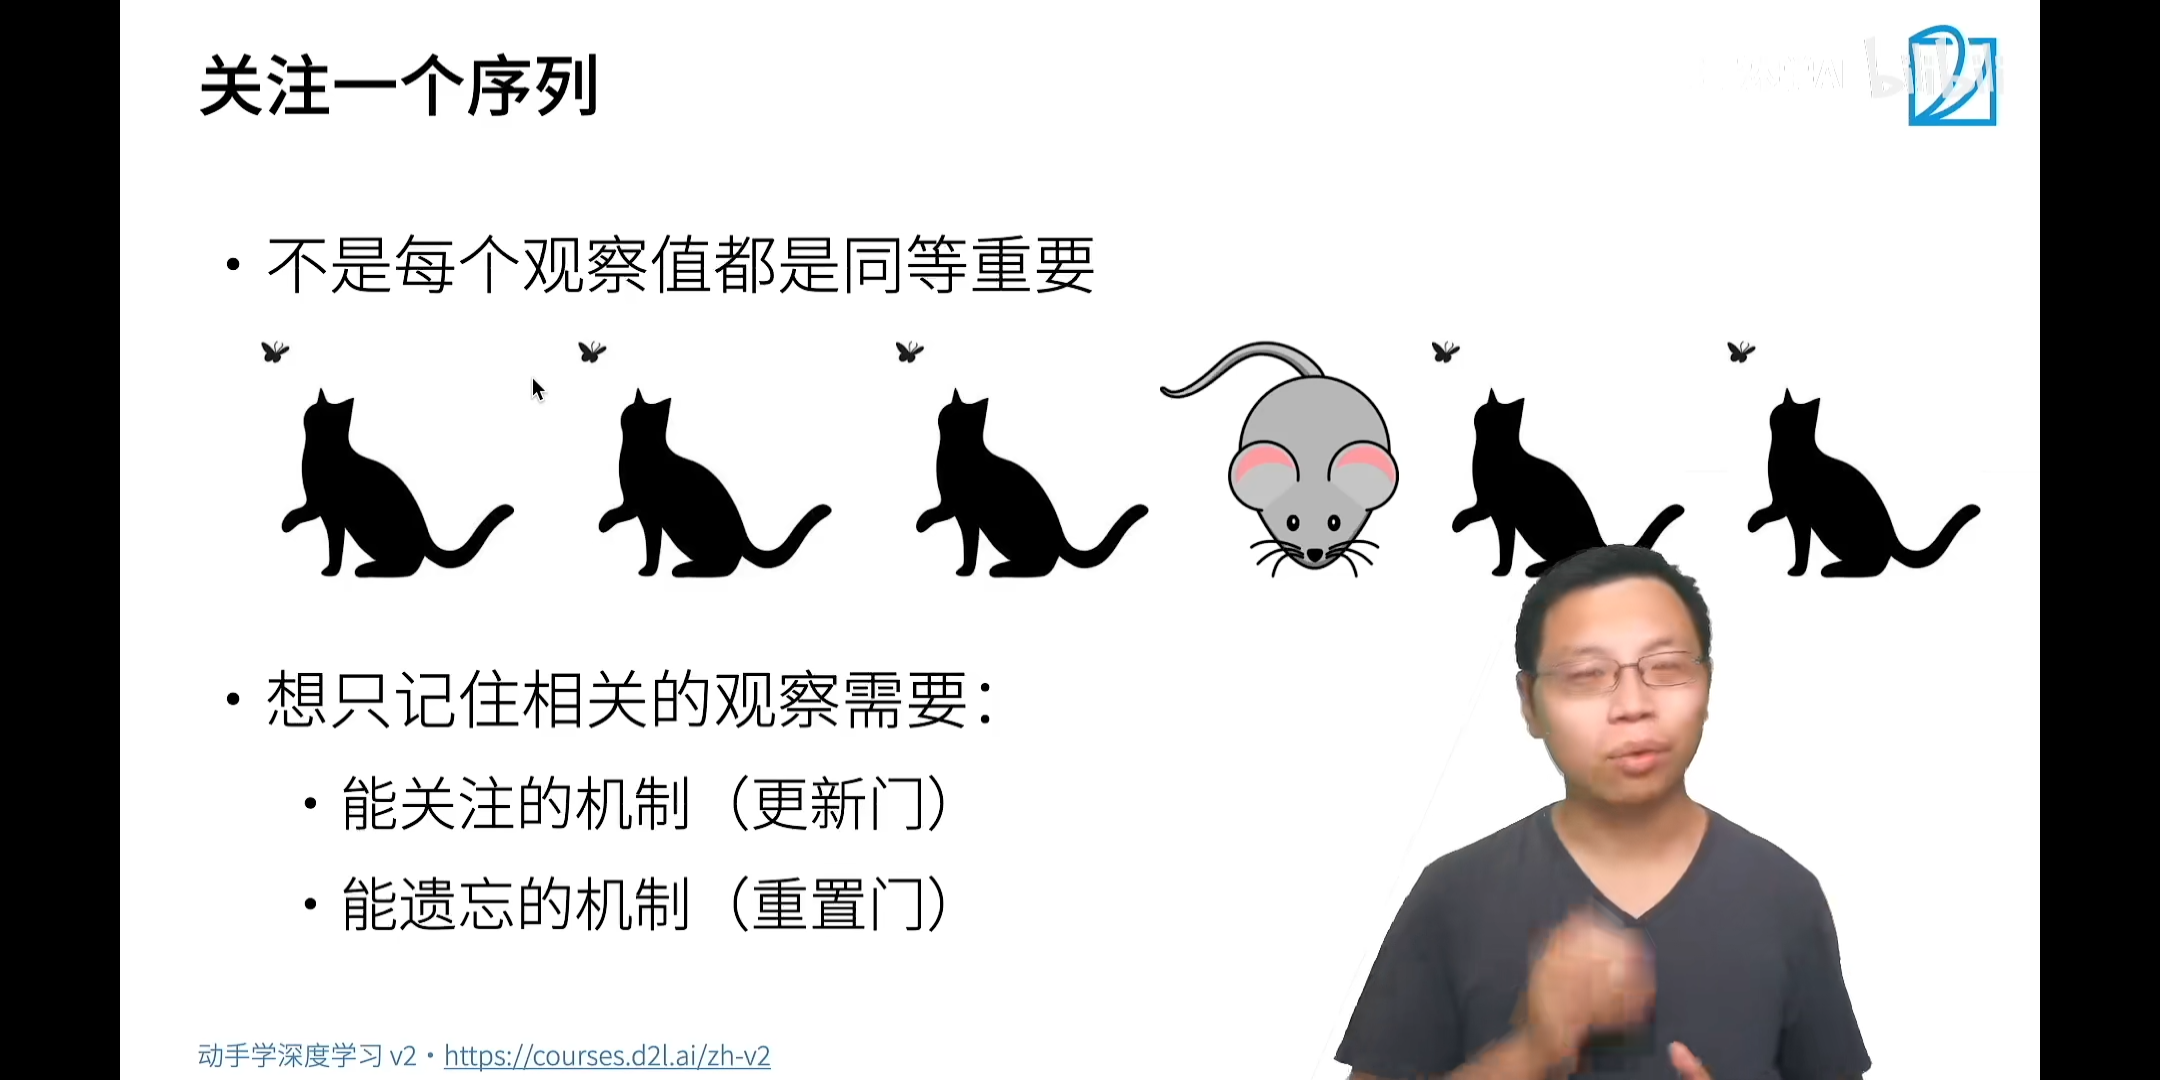 关注一个序列
bilibili
• 不是每个观察值都是同等重要
• 想只记住相关的观察需要：
• 能关注的机制（更新门）
• 能遗忘的机制（重置门）
动手学深度学习 v2 • https://courses.d2l.ai/zh-v2